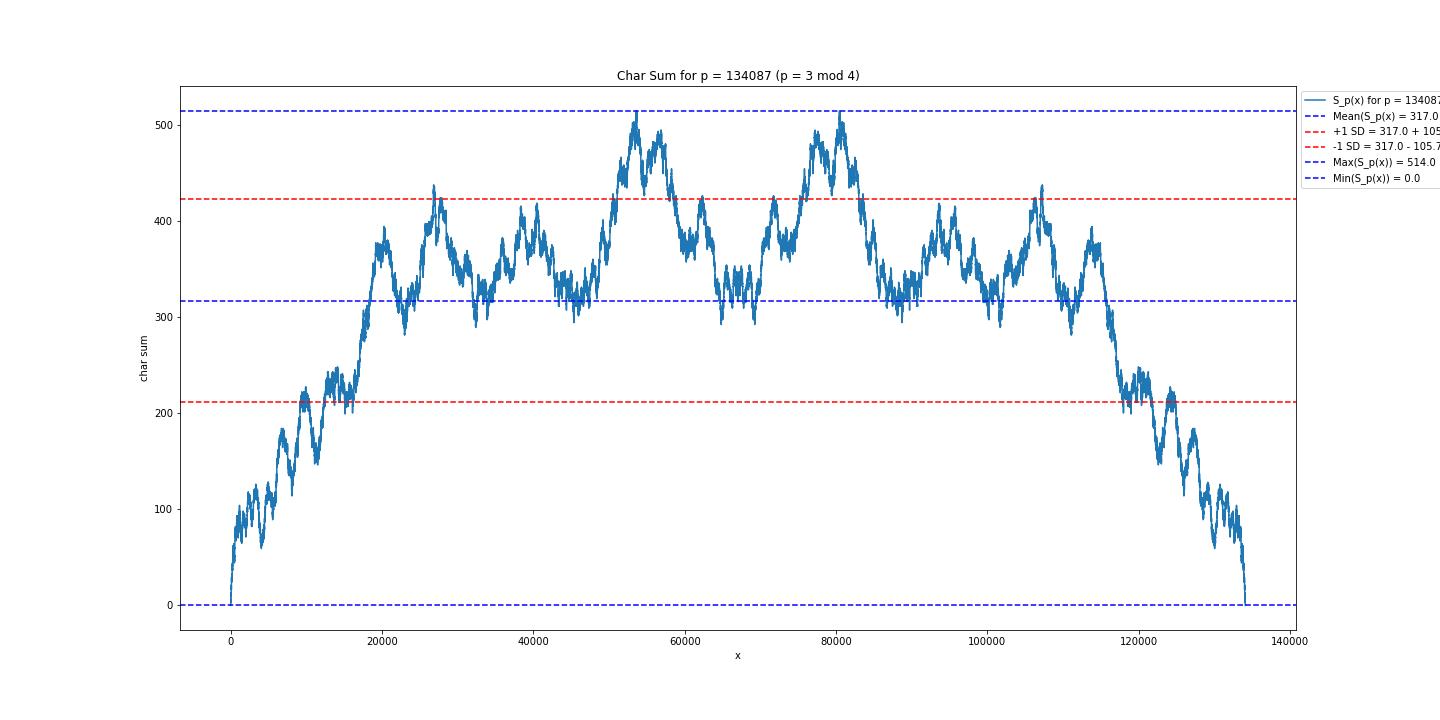 Char Sum for p = 134087 (p = 3 mod 4)
S_p(x) for p = 134087
Mean(S_p(x) = 317.0
+1 SD = 317.0 + 105
-1 SD = 317.0 - 105.7
Max(S_p(x)) = 514.0
Min(S_p(x)) = 0.0
500
400
300
200
100
0
char sum
0
20000
40000
60000
80000
100000
120000
140000
x